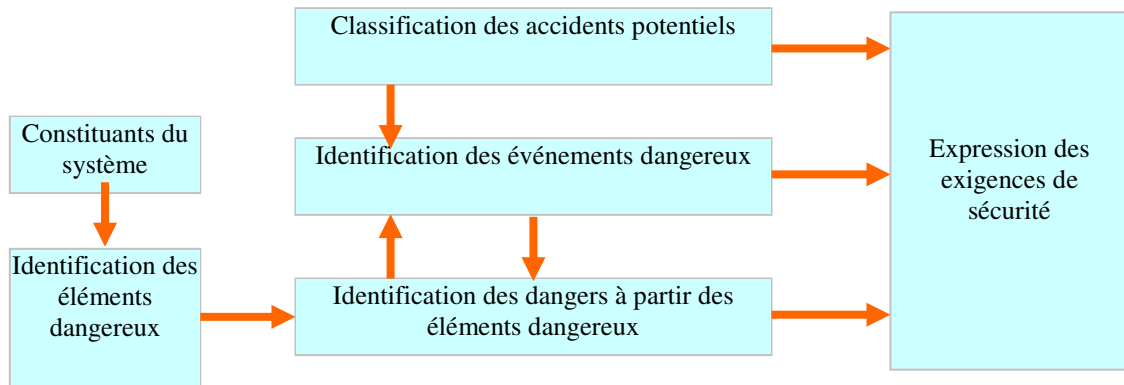 Classification des accidents potentiels
Constituants du
système
Identification des événements dangereux
Expression des
exigences de
sécurité
Identification des
éléments
dangereux
Identification des dangers à partir des
éléments dangereux